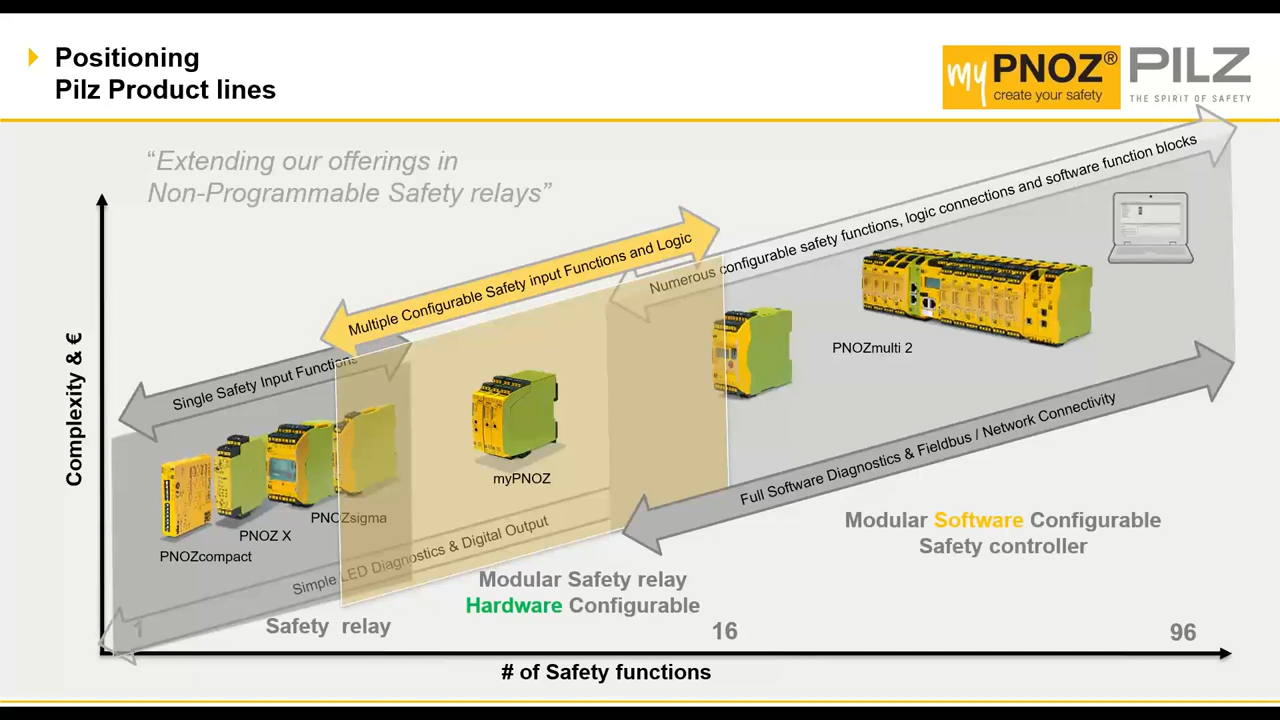 Positioning
Pilz Product lines
my PNOZ®
create your safety
PILZ
THE SPIRIT OF SAFETY
“Extending our offerings in
Non-Programmable Safety relays”
Numerous configurable safety functions, logic connections and software function blocks
Multiple Configurable Safety input Functions and Logic
Single Safety Input Functions
Complexity & €
PNOZmulti 2
myPNOZ
PNOZsigma
PNOZ X
PNOZcompact
Full Software Diagnostics & Fieldbus / Network Connectivity
Simple LED Diagnostics & Digital Output
Modular Software Configurable
Safety controller
Modular Safety relay
Hardware Configurable
Safety relay
1
16
96
# of Safety functions